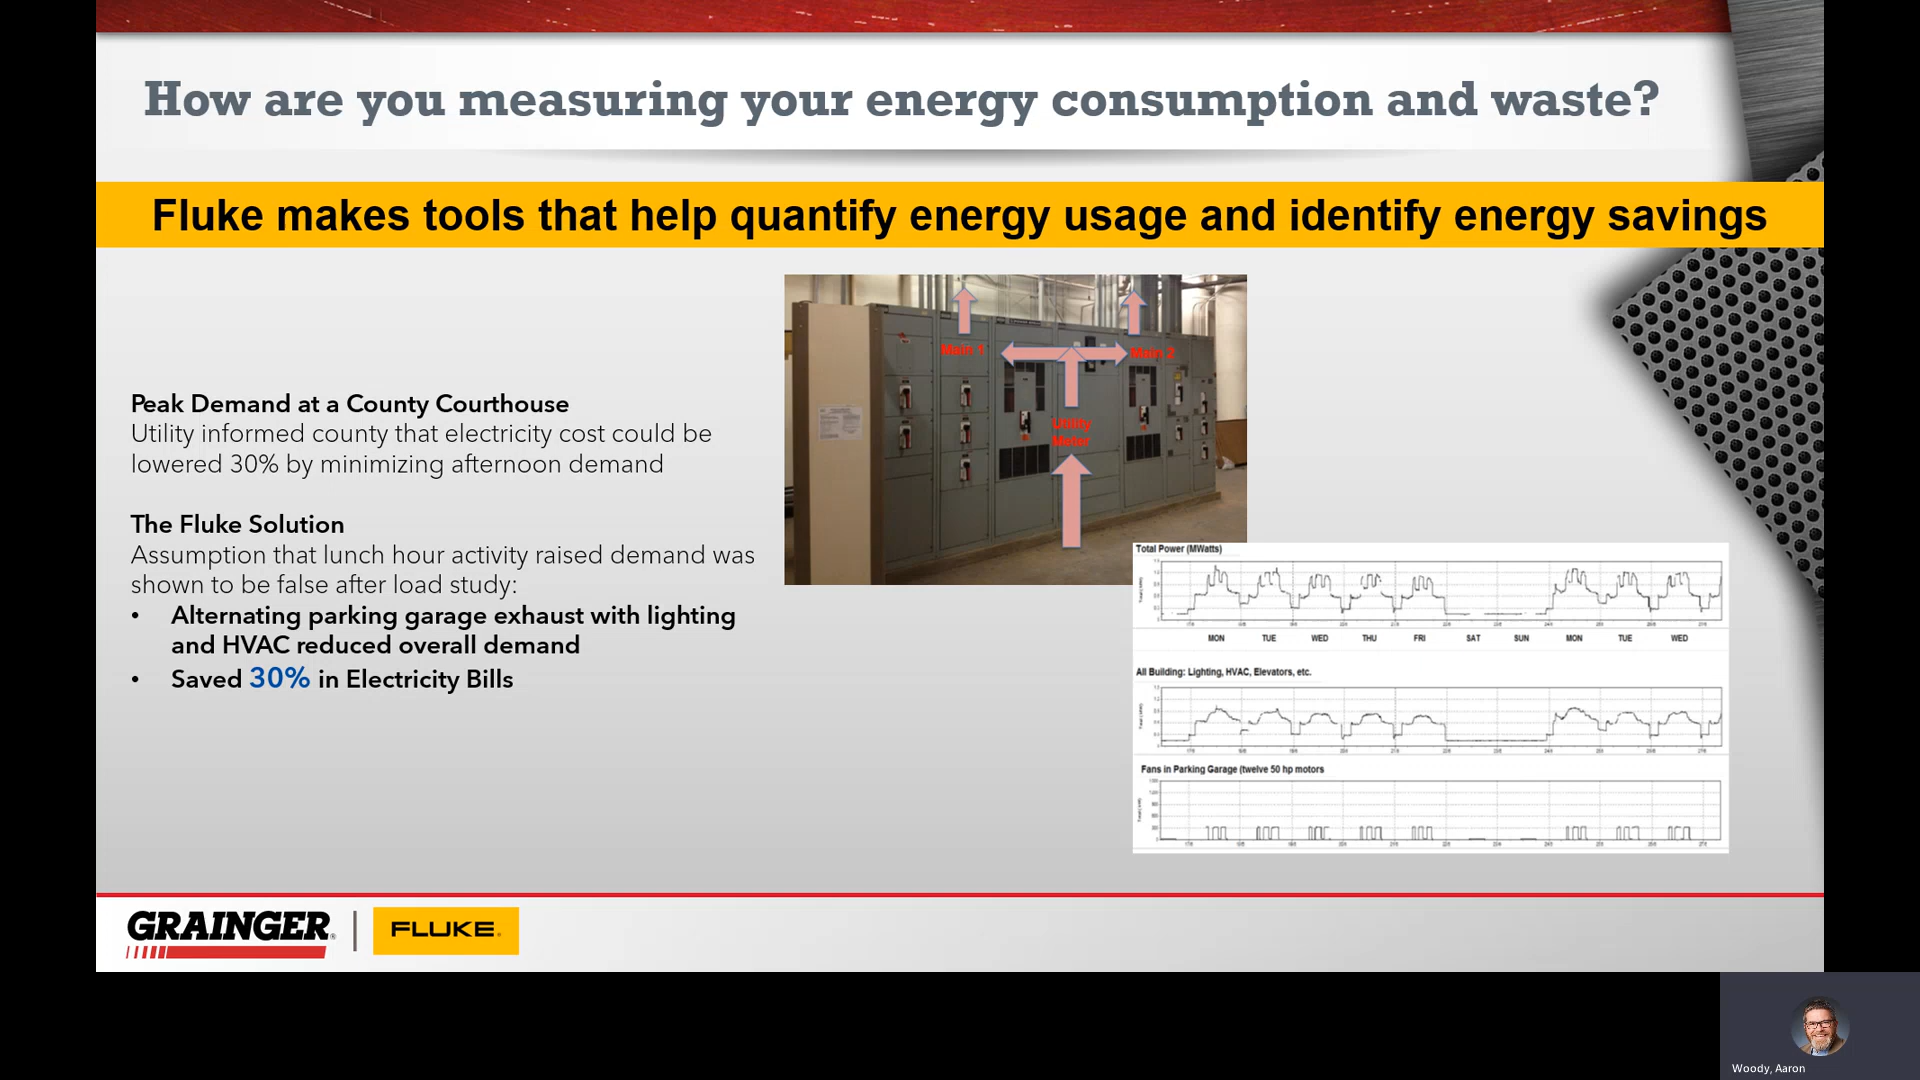 How are you measuring your energy consumption and waste?
Fluke makes tools that help quantify energy usage and identify energy savings
Peak Demand at a County Courthouse
Utility informed county that electricity cost could be
lowered 30% by minimizing afternoon demand
The Fluke Solution
Assumption that lunch hour activity raised demand was
shown to be false after load study:
• Alternating parking garage exhaust with lighting
and HVAC reduced overall demand
• Saved 30% in Electricity Bills
Main 1
Main 2
Utility
Meter
Total Power (MWatts)
MON TUE WED THU FRI SAT SUN MON TUE WED
All Building: Lighting, HVAC, Elevators, etc.
Fans in Parking Garage (twelve 50 hp motors
GRAINGER®
FLUKE®
Woody, Aaron